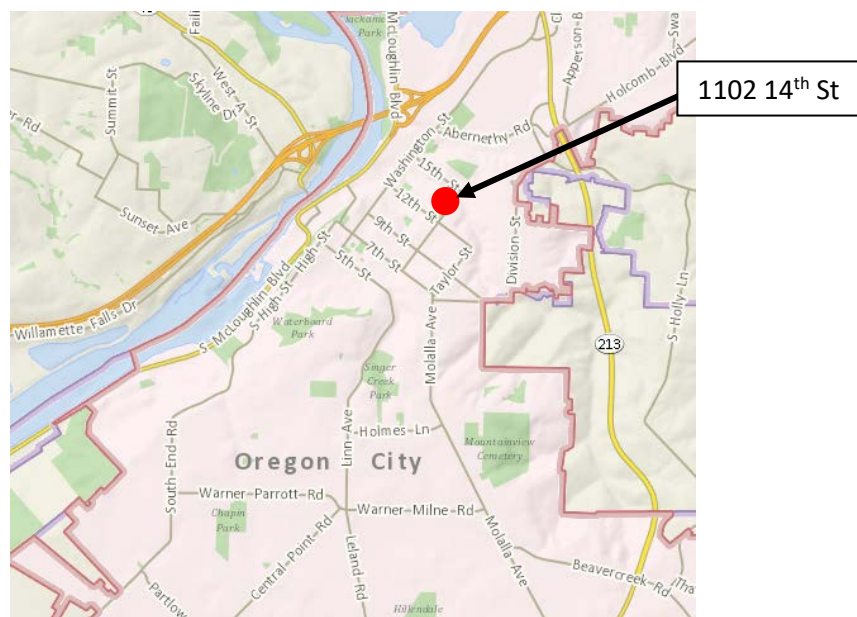 Clackamette
Park
McLoughlin Blvd
West-A-St
Skyline Dr
Summit-St
Sunset-Ave
Washington St
Abernethy-Rd
Apperson-B
Holcomb-Blvd
Swa
1102 14th St
15th-St
12th-St
9th-St
7th-St
5th-St
Taylor-St
Division-St
S-High-St
High-St
S-McLoughlin-Blvd
Willamette Falls Dr
Waterboard
Park
Molalla-Ave
213
S-Holly-Ln
Singer
Creek
Park
Linn-Ave
Holmes-Ln
Mountainview
Cemetery
Oregon City
South-End-Rd
Warner-Parrott-Rd
Warner-Milne-Rd
Chapin
Park
Central-Point-Rd
Leland-Rd
Molalla-Ave
Beavercreek-Rd
Partlow
Hillendale